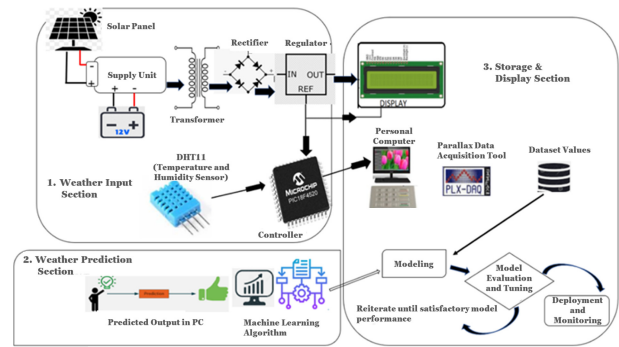 Solar Panel
Supply Unit
+ -
- +
12V
Transformer
Rectifier
Regulator
IN OUT
REF
DISPLAY
3. Storage &
Display Section
1. Weather Input
Section
DHT11
(Temperature and
Humidity Sensor)
MICROCHIP
PIC18F4520
Controller
Personal
Computer
Parallax Data
Acquisition Tool
PLX-DAQ
Dataset Values
2. Weather Prediction
Section
Prediction
Predicted Output in PC
Machine Learning
Algorithm
Modeling
Model
Evaluation
and Tuning
Deployment
and
Monitoring
Reiterate until satisfactory model
performance